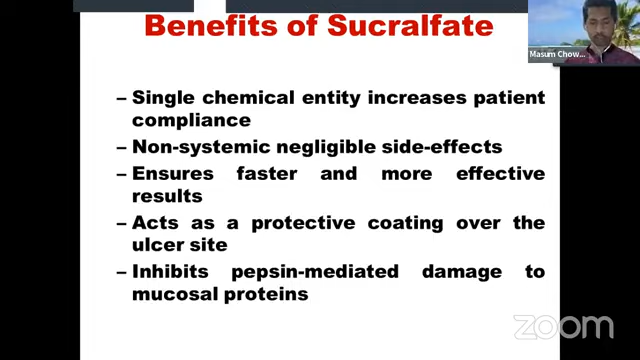 Benefits of Sucralfate
Masum Chow...
– Single chemical entity increases patient
compliance
– Non-systemic negligible side-effects
– Ensures faster and more effective
results
– Acts as a protective coating over the
ulcer site
– Inhibits pepsin-mediated damage to
mucosal proteins
zoom